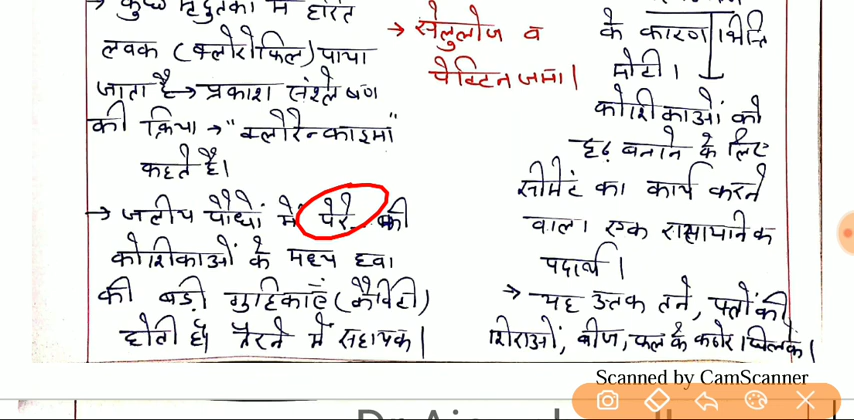 → कुछ मृदुतक में हरित
लवक (क्लोरोफिल) पाया
जाता है → प्रकाश संश्लेषण
की क्रिया → "क्लोरेन्काइमा"
कहते है।
→ जलीय पौधों में पेरे.. की
कोशिकाओं के मध्य हवा
की बड़ी गुहिकाएं (कैविटी)
होती हैं तैरने में सहायक।
→ सेलुलोज व
पेक्टिन जमा।
के कारण भित्ति
मोटी।
कोशिकाओं को
दृढ़ बनाने के लिए
सीमेंट का कार्य करने
वाला एक रासायनिक
पदार्थ।
→ यह उतक तने, पत्तों की
शिराओं, बीज, फल के कठोर छिलके।
Scanned by CamScanner